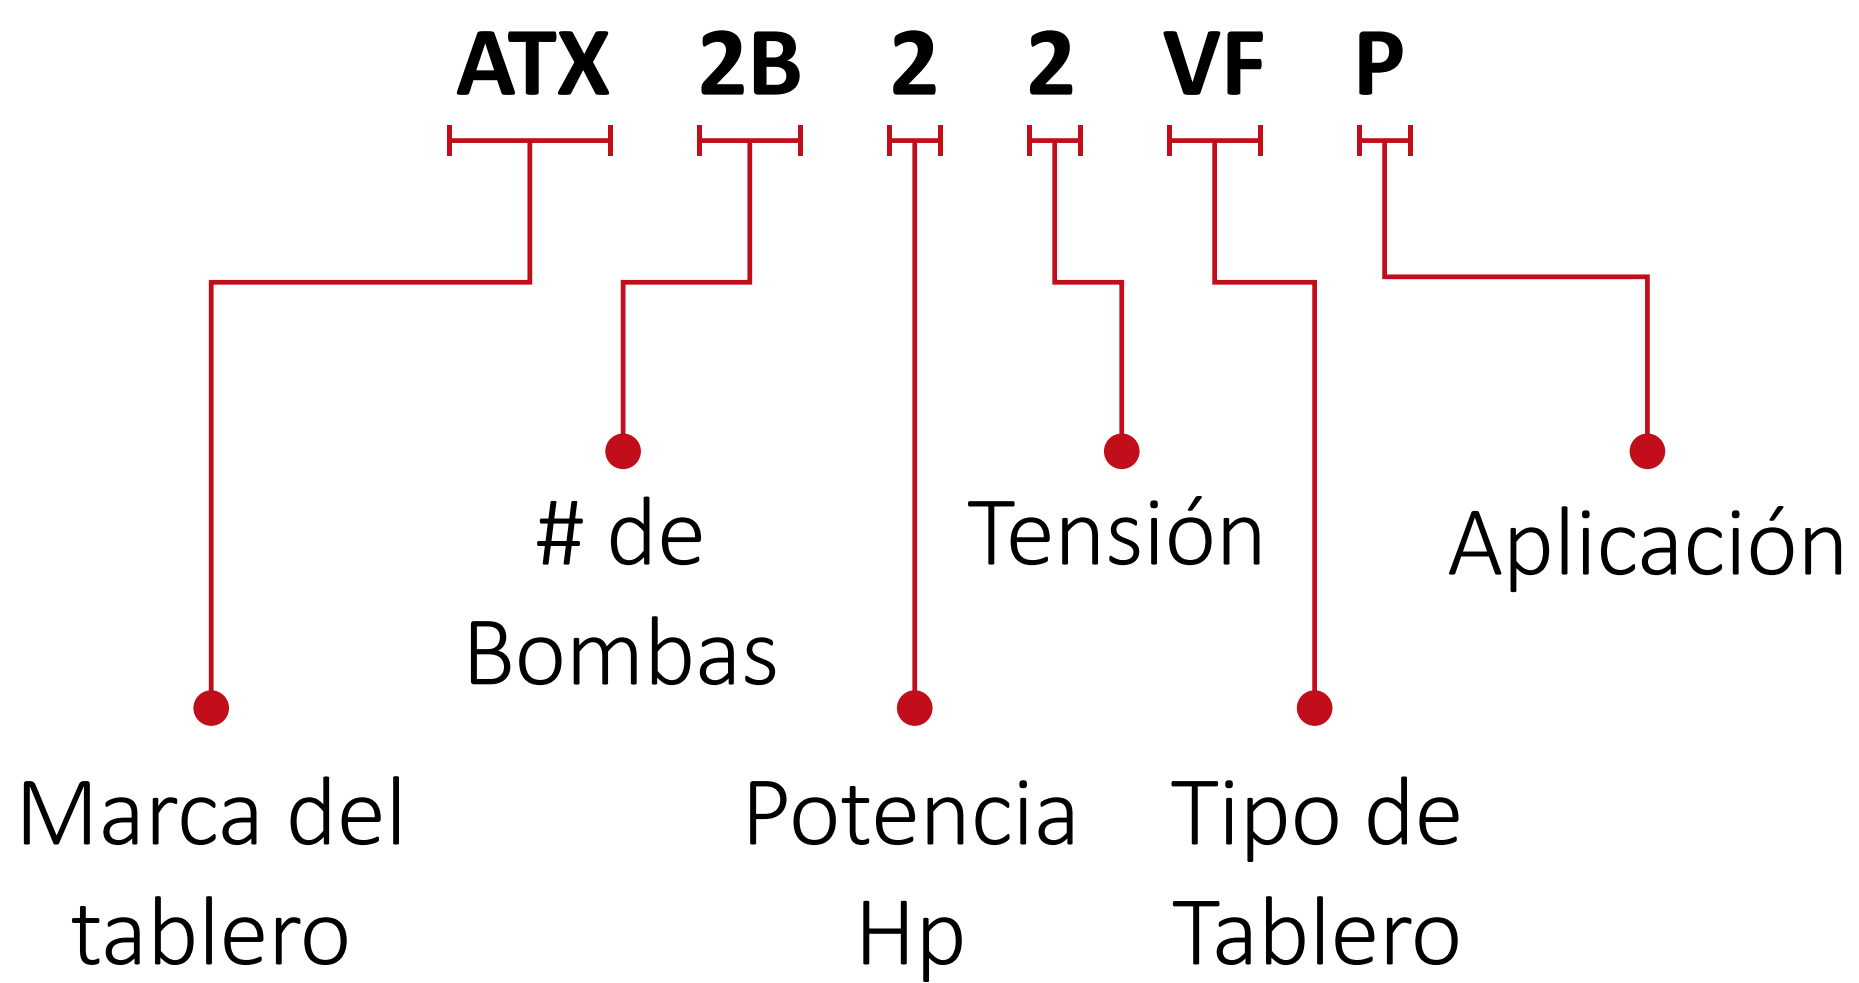 ATX 2B 2 2 VF P
# de
Bombas
Tensión
Aplicación
Marca del
tablero
Potencia
Hp
Tipo de
Tablero